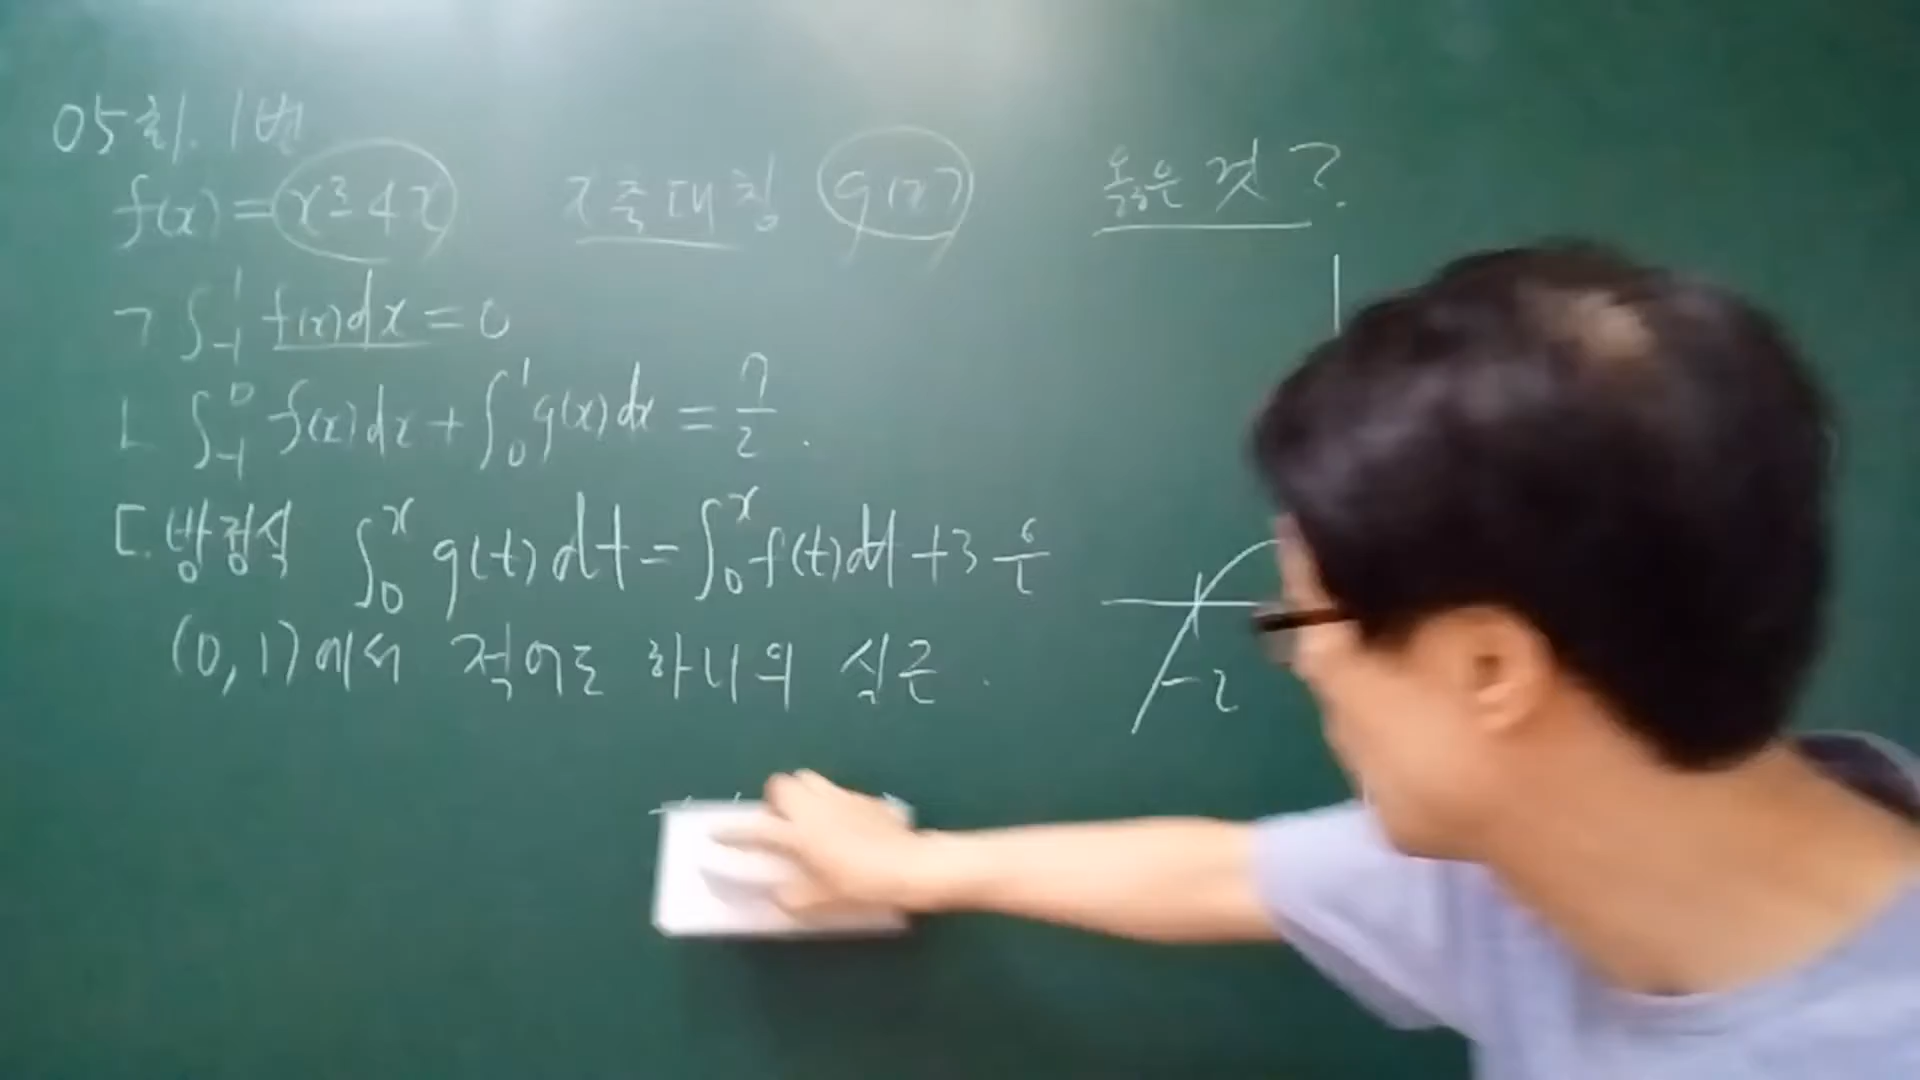 05회. 1번
f(x) = x³-4x x축대칭 g(x) 옳은 것?
ㄱ ∫₋₁¹ f(x)dx = 0
ㄴ ∫₋₁⁰ f(x)dx + ∫₀¹ g(x)dx = 7/2.
ㄷ. 방정식 ∫₀ˣ g(t)dt = ∫₀ˣ f(t)dt + 3
(0,1)에서 적어도 하나의 실근.
-2